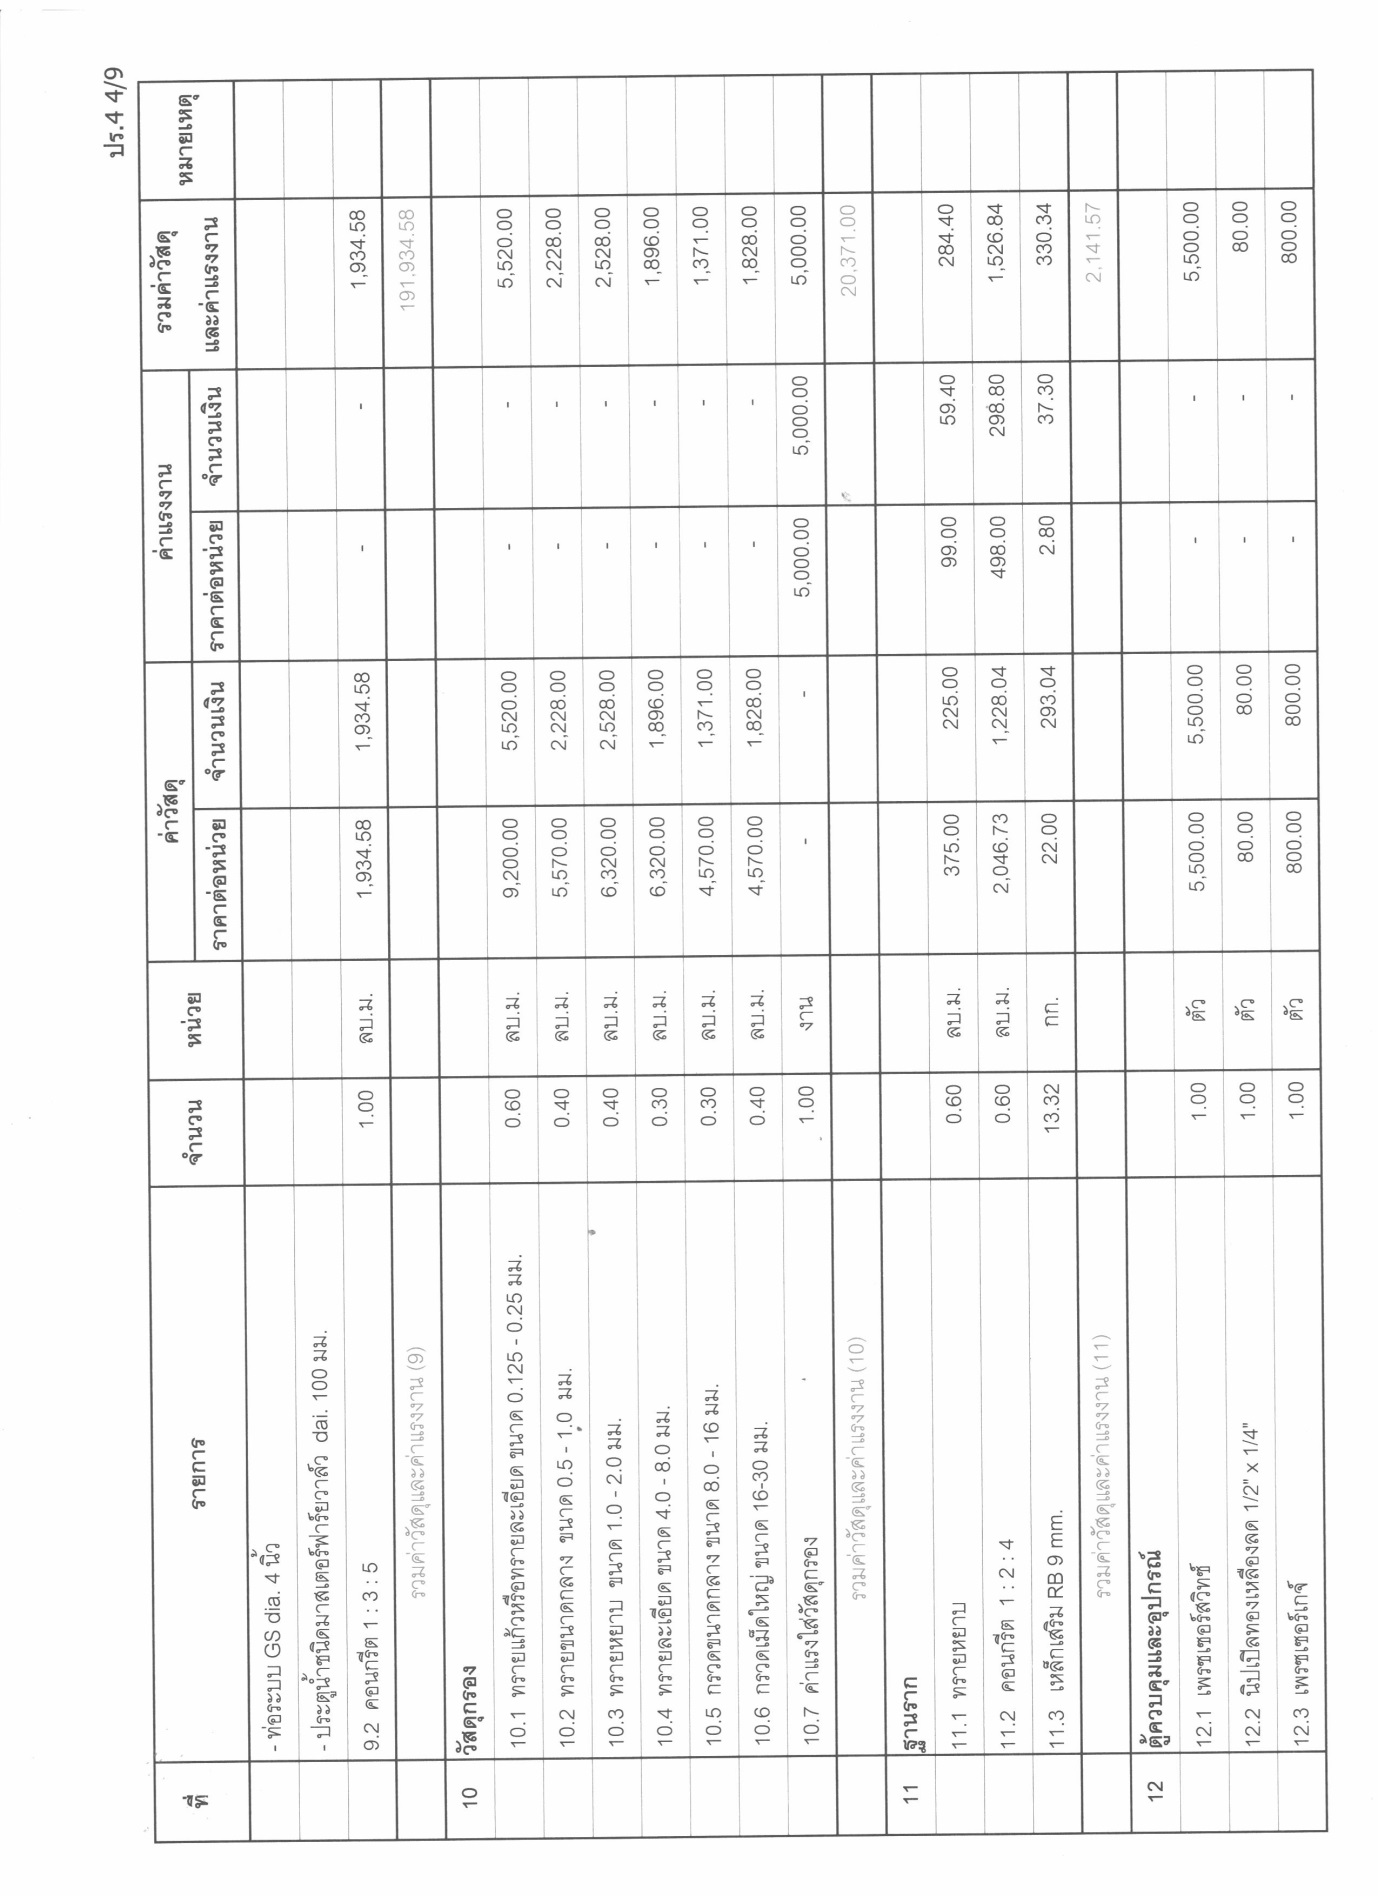 ปร.4 4/9
ที่ รายการ จำนวน หน่วย ค่าวัสดุ ค่าแรงงาน รวมค่าวัสดุ หมายเหตุ
ราคาต่อหน่วย จำนวนเงิน ราคาต่อหน่วย จำนวนเงิน และค่าแรงงาน
- ท่อระบบ GS dia. 4 นิ้ว
- ประตูน้ำชนิดมาสเตอร์ฟาร์ยวาล์ว dai. 100 มม.
9.2 คอนกรีต 1 : 3 : 5 1.00 ลบ.ม. 1,934.58 1,934.58 - - 1,934.58
รวมค่าวัสดุและค่าแรงงาน (9) 191.934.58
10 วัสดุกรอง
10.1 ทรายแก้วหรือทรายละเอียด ขนาด 0.125 - 0.25 มม. 0.60 ลบ.ม. 9,200.00 5,520.00 - - 5,520.00
10.2 ทรายขนาดกลาง ขนาด 0.5 - 1.0 มม. 0.40 ลบ.ม. 5,570.00 2,228.00 - - 2,228.00
10.3 ทรายหยาบ ขนาด 1.0 - 2.0 มม. 0.40 ลบ.ม. 6,320.00 2,528.00 - - 2,528.00
10.4 ทรายละเอียด ขนาด 4.0 - 8.0 มม. 0.30 ลบ.ม. 6,320.00 1,896.00 - - 1,896.00
10.5 กรวดขนาดกลาง ขนาด 8.0 - 16 มม. 0.30 ลบ.ม. 4,570.00 1,371.00 - - 1,371.00
10.6 กรวดเม็ดใหญ่ ขนาด 16-30 มม. 0.40 ลบ.ม. 4,570.00 1,828.00 - - 1,828.00
10.7 ค่าแรงใส่วัสดุกรอง 1.00 งาน - - 5,000.00 5,000.00 5,000.00
รวมค่าวัสดุและค่าแรงงาน (10) 20,371.00
11 ฐานราก
11.1 ทรายหยาบ 0.60 ลบ.ม. 375.00 225.00 99.00 59.40 284.40
11.2 คอนกรีต 1 : 2 : 4 0.60 ลบ.ม. 2,046.73 1,228.04 498.00 298.80 1,526.84
11.3 เหล็กเสริม RB 9 mm. 13.32 กก. 22.00 293.04 2.80 37.30 330.34
รวมค่าวัสดุและค่าแรงงาน (11) 2.141.57
12 ตู้ควบคุมและอุปกรณ์
12.1 เพรซเซอร์สวิทซ์ 1.00 ตัว 5,500.00 5,500.00 - - 5,500.00
12.2 นิปเปิลทองเหลืองลด 1/2" x 1/4" 1.00 ตัว 80.00 80.00 - - 80.00
12.3 เพรซเซอร์เกจ์ 1.00 ตัว 800.00 800.00 - - 800.00